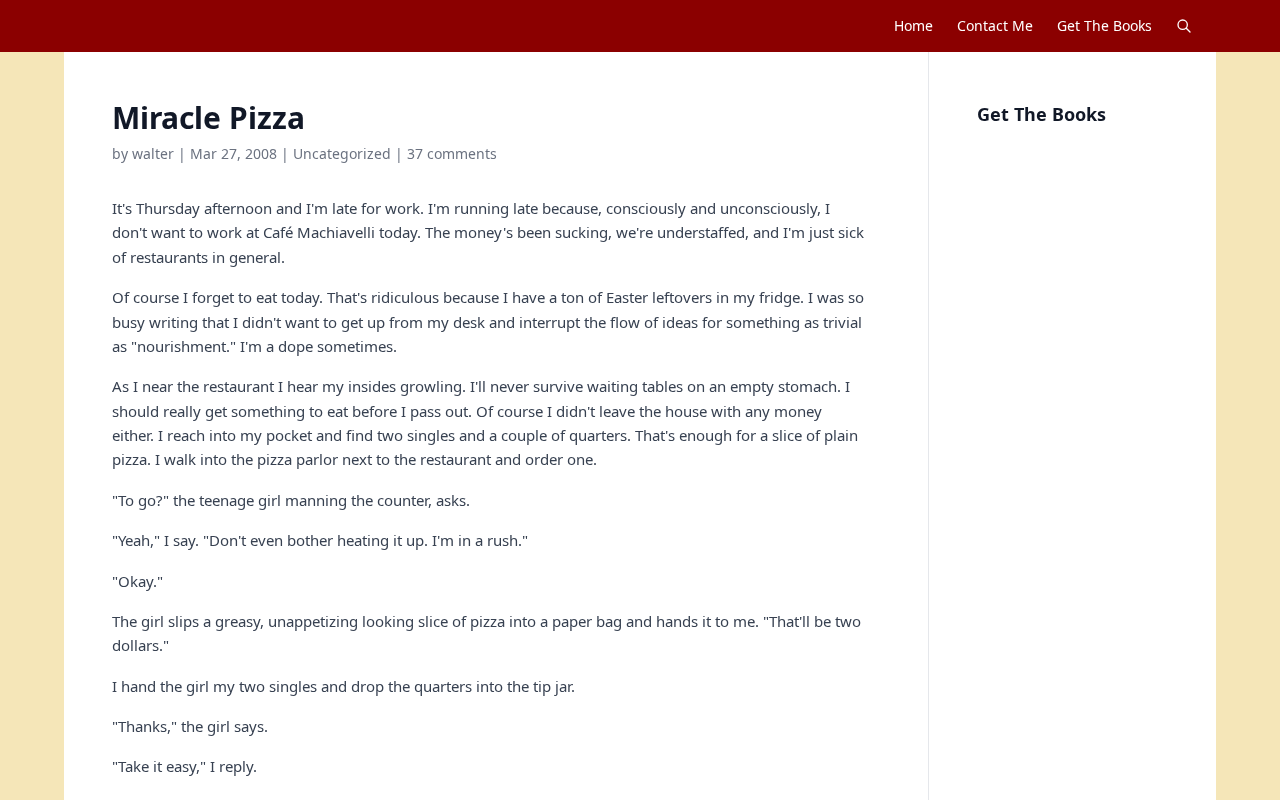 Home Contact Me Get The Books
Miracle Pizza
by walter | Mar 27, 2008 | Uncategorized | 37 comments
It's Thursday afternoon and I'm late for work. I'm running late because, consciously and unconsciously, I
don't want to work at Café Machiavelli today. The money's been sucking, we're understaffed, and I'm just sick
of restaurants in general.
Of course I forget to eat today. That's ridiculous because I have a ton of Easter leftovers in my fridge. I was so
busy writing that I didn't want to get up from my desk and interrupt the flow of ideas for something as trivial
as "nourishment." I'm a dope sometimes.
As I near the restaurant I hear my insides growling. I'll never survive waiting tables on an empty stomach. I
should really get something to eat before I pass out. Of course I didn't leave the house with any money
either. I reach into my pocket and find two singles and a couple of quarters. That's enough for a slice of plain
pizza. I walk into the pizza parlor next to the restaurant and order one.
"To go?" the teenage girl manning the counter, asks.
"Yeah," I say. "Don't even bother heating it up. I'm in a rush."
"Okay."
The girl slips a greasy, unappetizing looking slice of pizza into a paper bag and hands it to me. "That'll be two
dollars."
I hand the girl my two singles and drop the quarters into the tip jar.
"Thanks," the girl says.
"Take it easy," I reply.
Get The Books